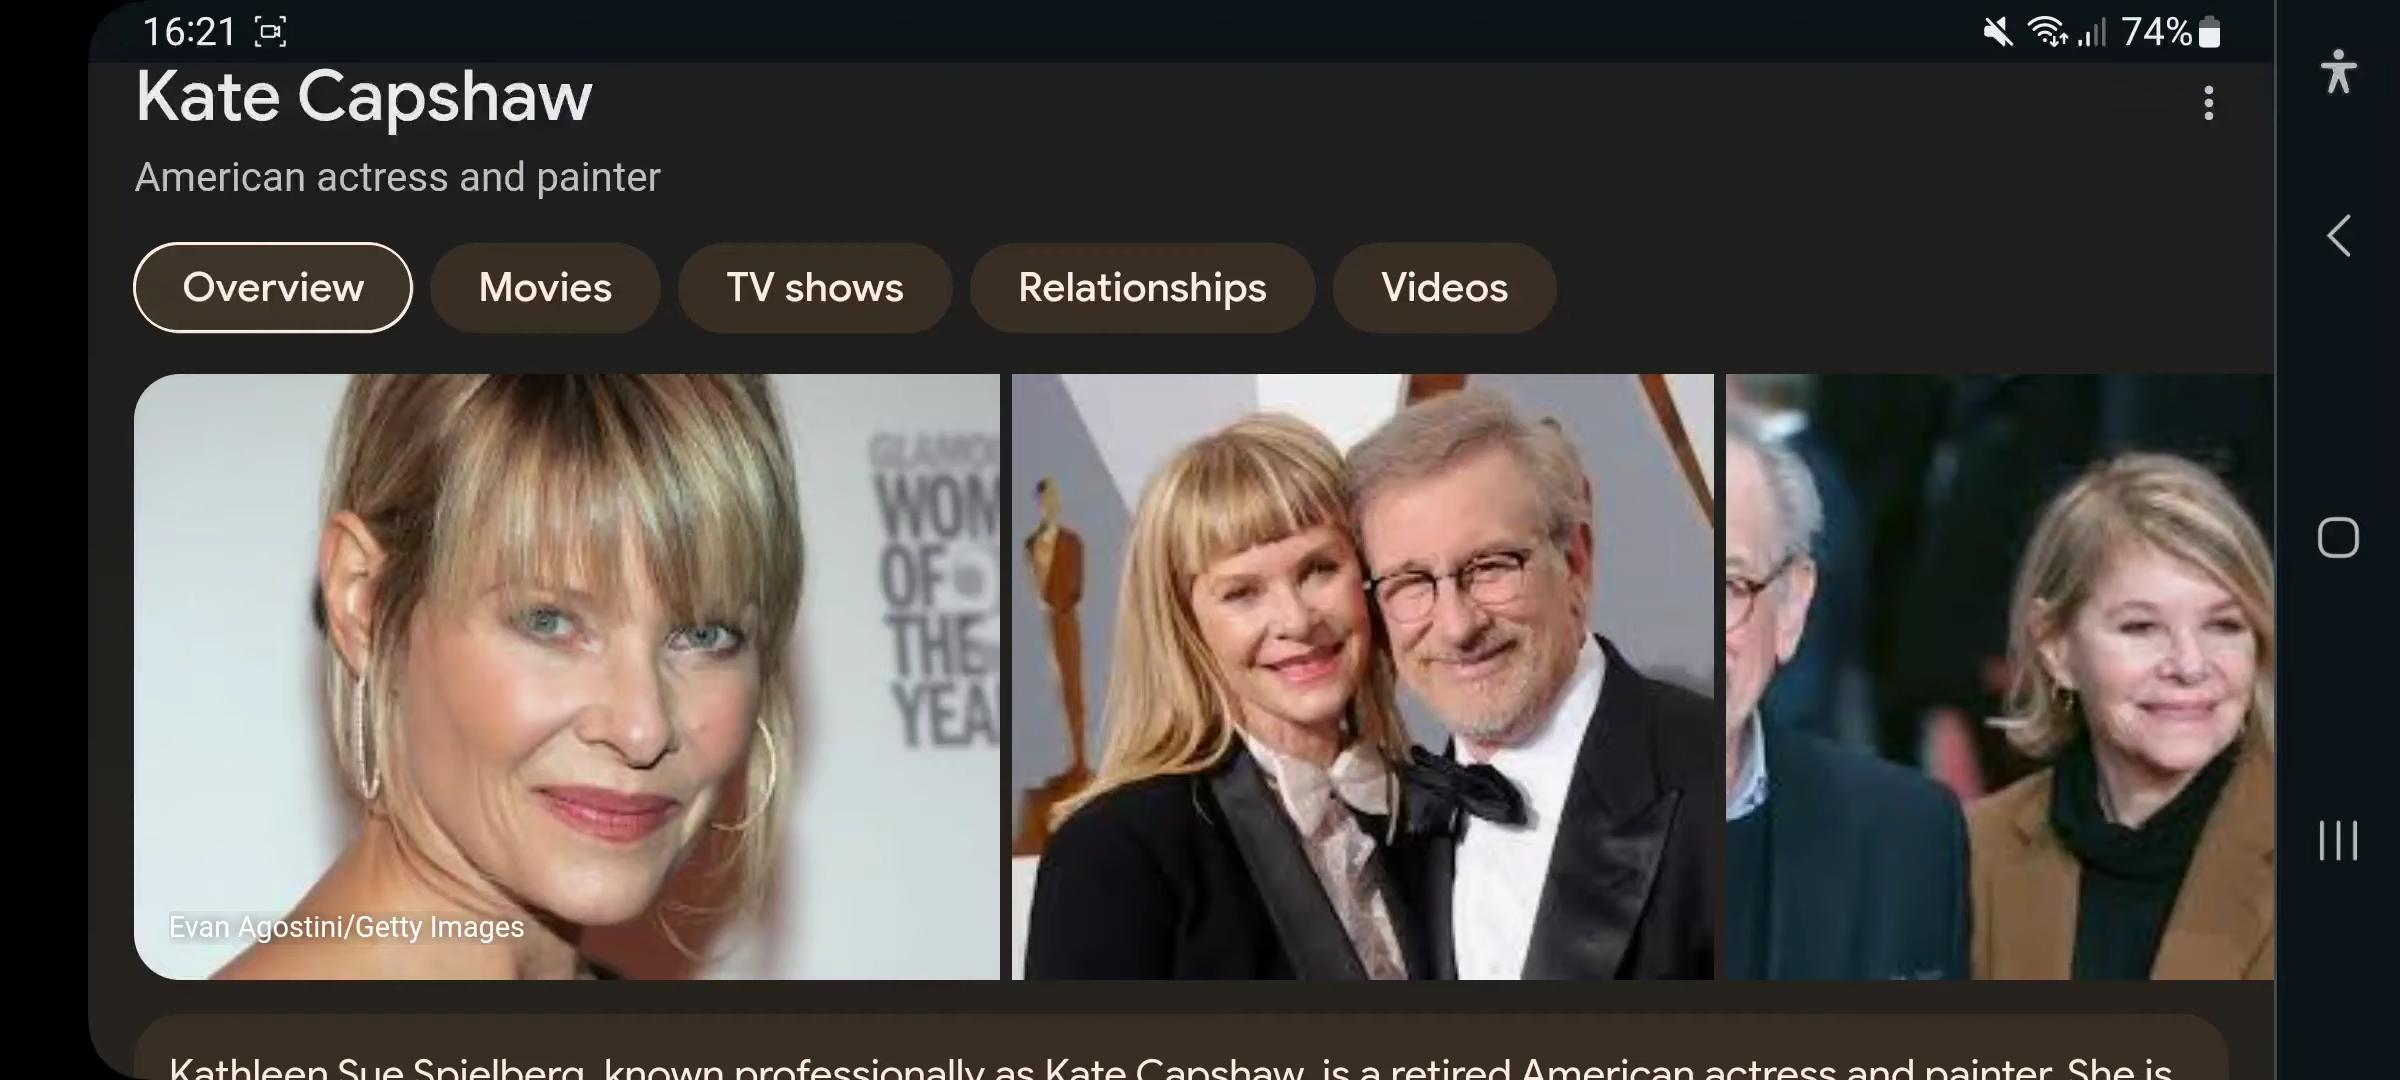 16:21
74%
Kate Capshaw
American actress and painter
Overview
Movies
TV shows
Relationships
Videos
GLAMO
WOM
OF
THE
YEA
Evan Agostini/Getty Images
Kathleen Sue Spielberg, known professionally as Kate Capshaw, is a retired American actress and painter. She is